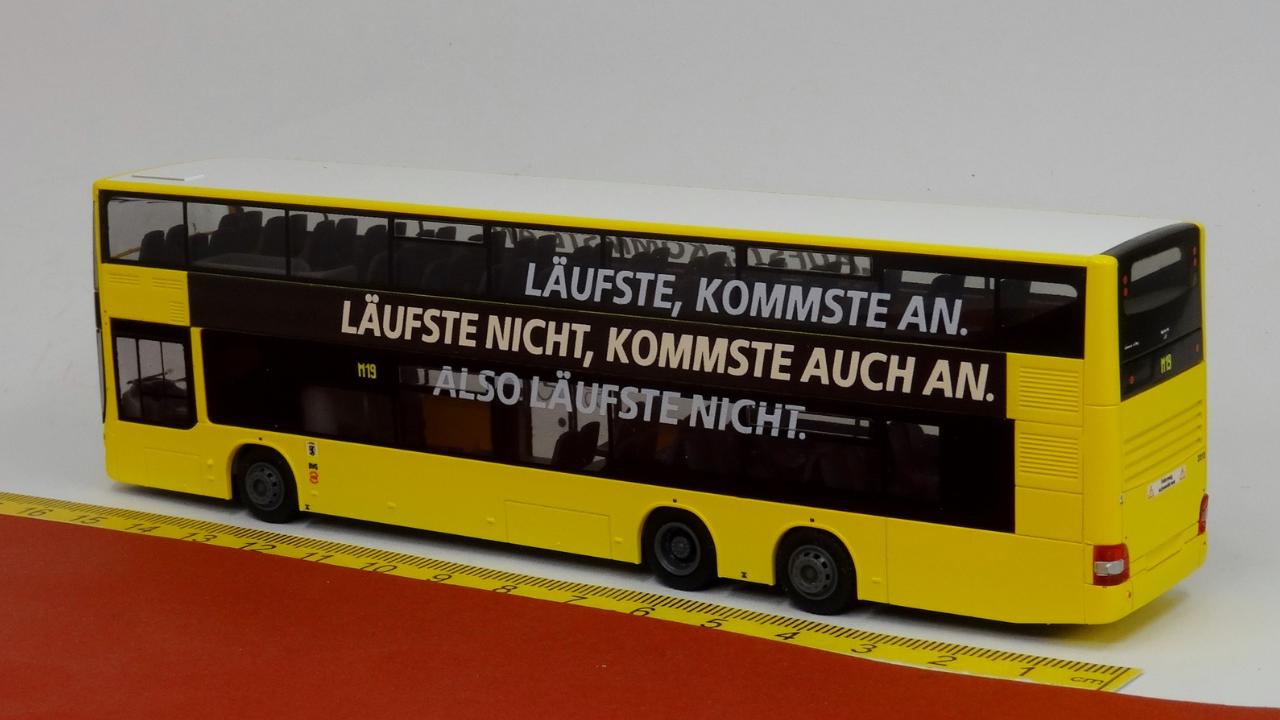 LÄUFSTE, KOMMSTE AN.
LÄUFSTE NICHT, KOMMSTE AUCH AN.
ALSO LÄUFSTE NICHT.
M19
M19
BVG
16 15 14 13 12 11 10 9 8 7 6 5 4 3 2 1 cm